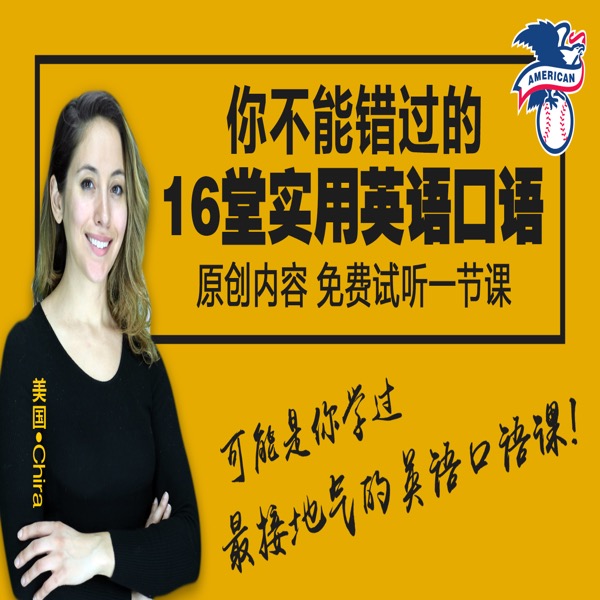 AMERICAN
你不能错过的
16堂实用英语口语
原创内容 免费试听一节课
美国•Chira
可能是你学过
最接地气的英语口语课!